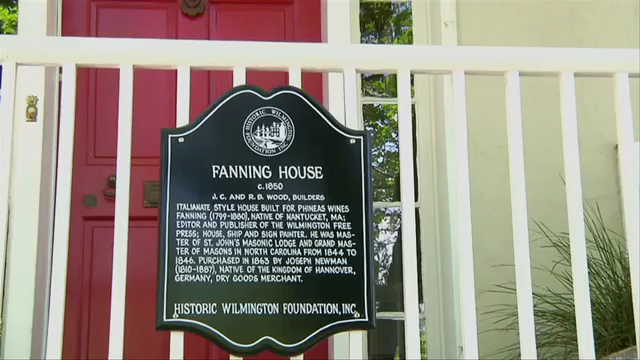 HISTORIC WILMINGTON
FOUNDATION, INC.
FANNING HOUSE
c.1850
J. C. AND R. B. WOOD, BUILDERS
ITALIANATE STYLE HOUSE BUILT FOR PHINEAS WINES
FANNING (1799-1880), NATIVE OF NANTUCKET, MA;
EDITOR AND PUBLISHER OF THE WILMINGTON FREE
PRESS; HOUSE, SHIP AND SIGN PAINTER. HE WAS MAS-
TER OF ST. JOHN'S MASONIC LODGE AND GRAND MAS-
TER OF MASONS IN NORTH CAROLINA FROM 1844 TO
1846. PURCHASED IN 1863 BY JOSEPH NEWMAN
(1810-1887), NATIVE OF THE KINGDOM OF HANNOVER,
GERMANY, DRY GOODS MERCHANT.
HISTORIC WILMINGTON FOUNDATION, INC.